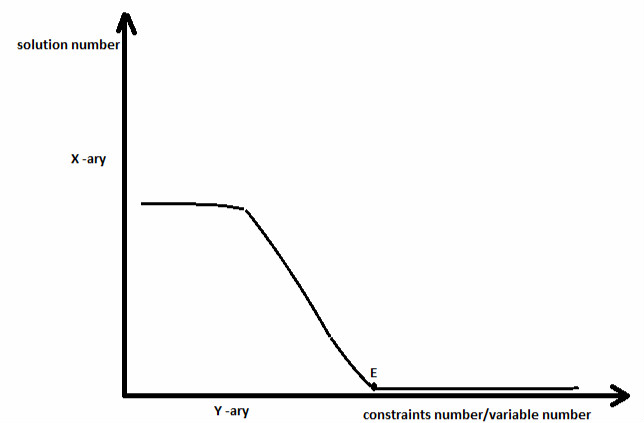 solution number
X -ary
E
Y -ary
constraints number/variable number